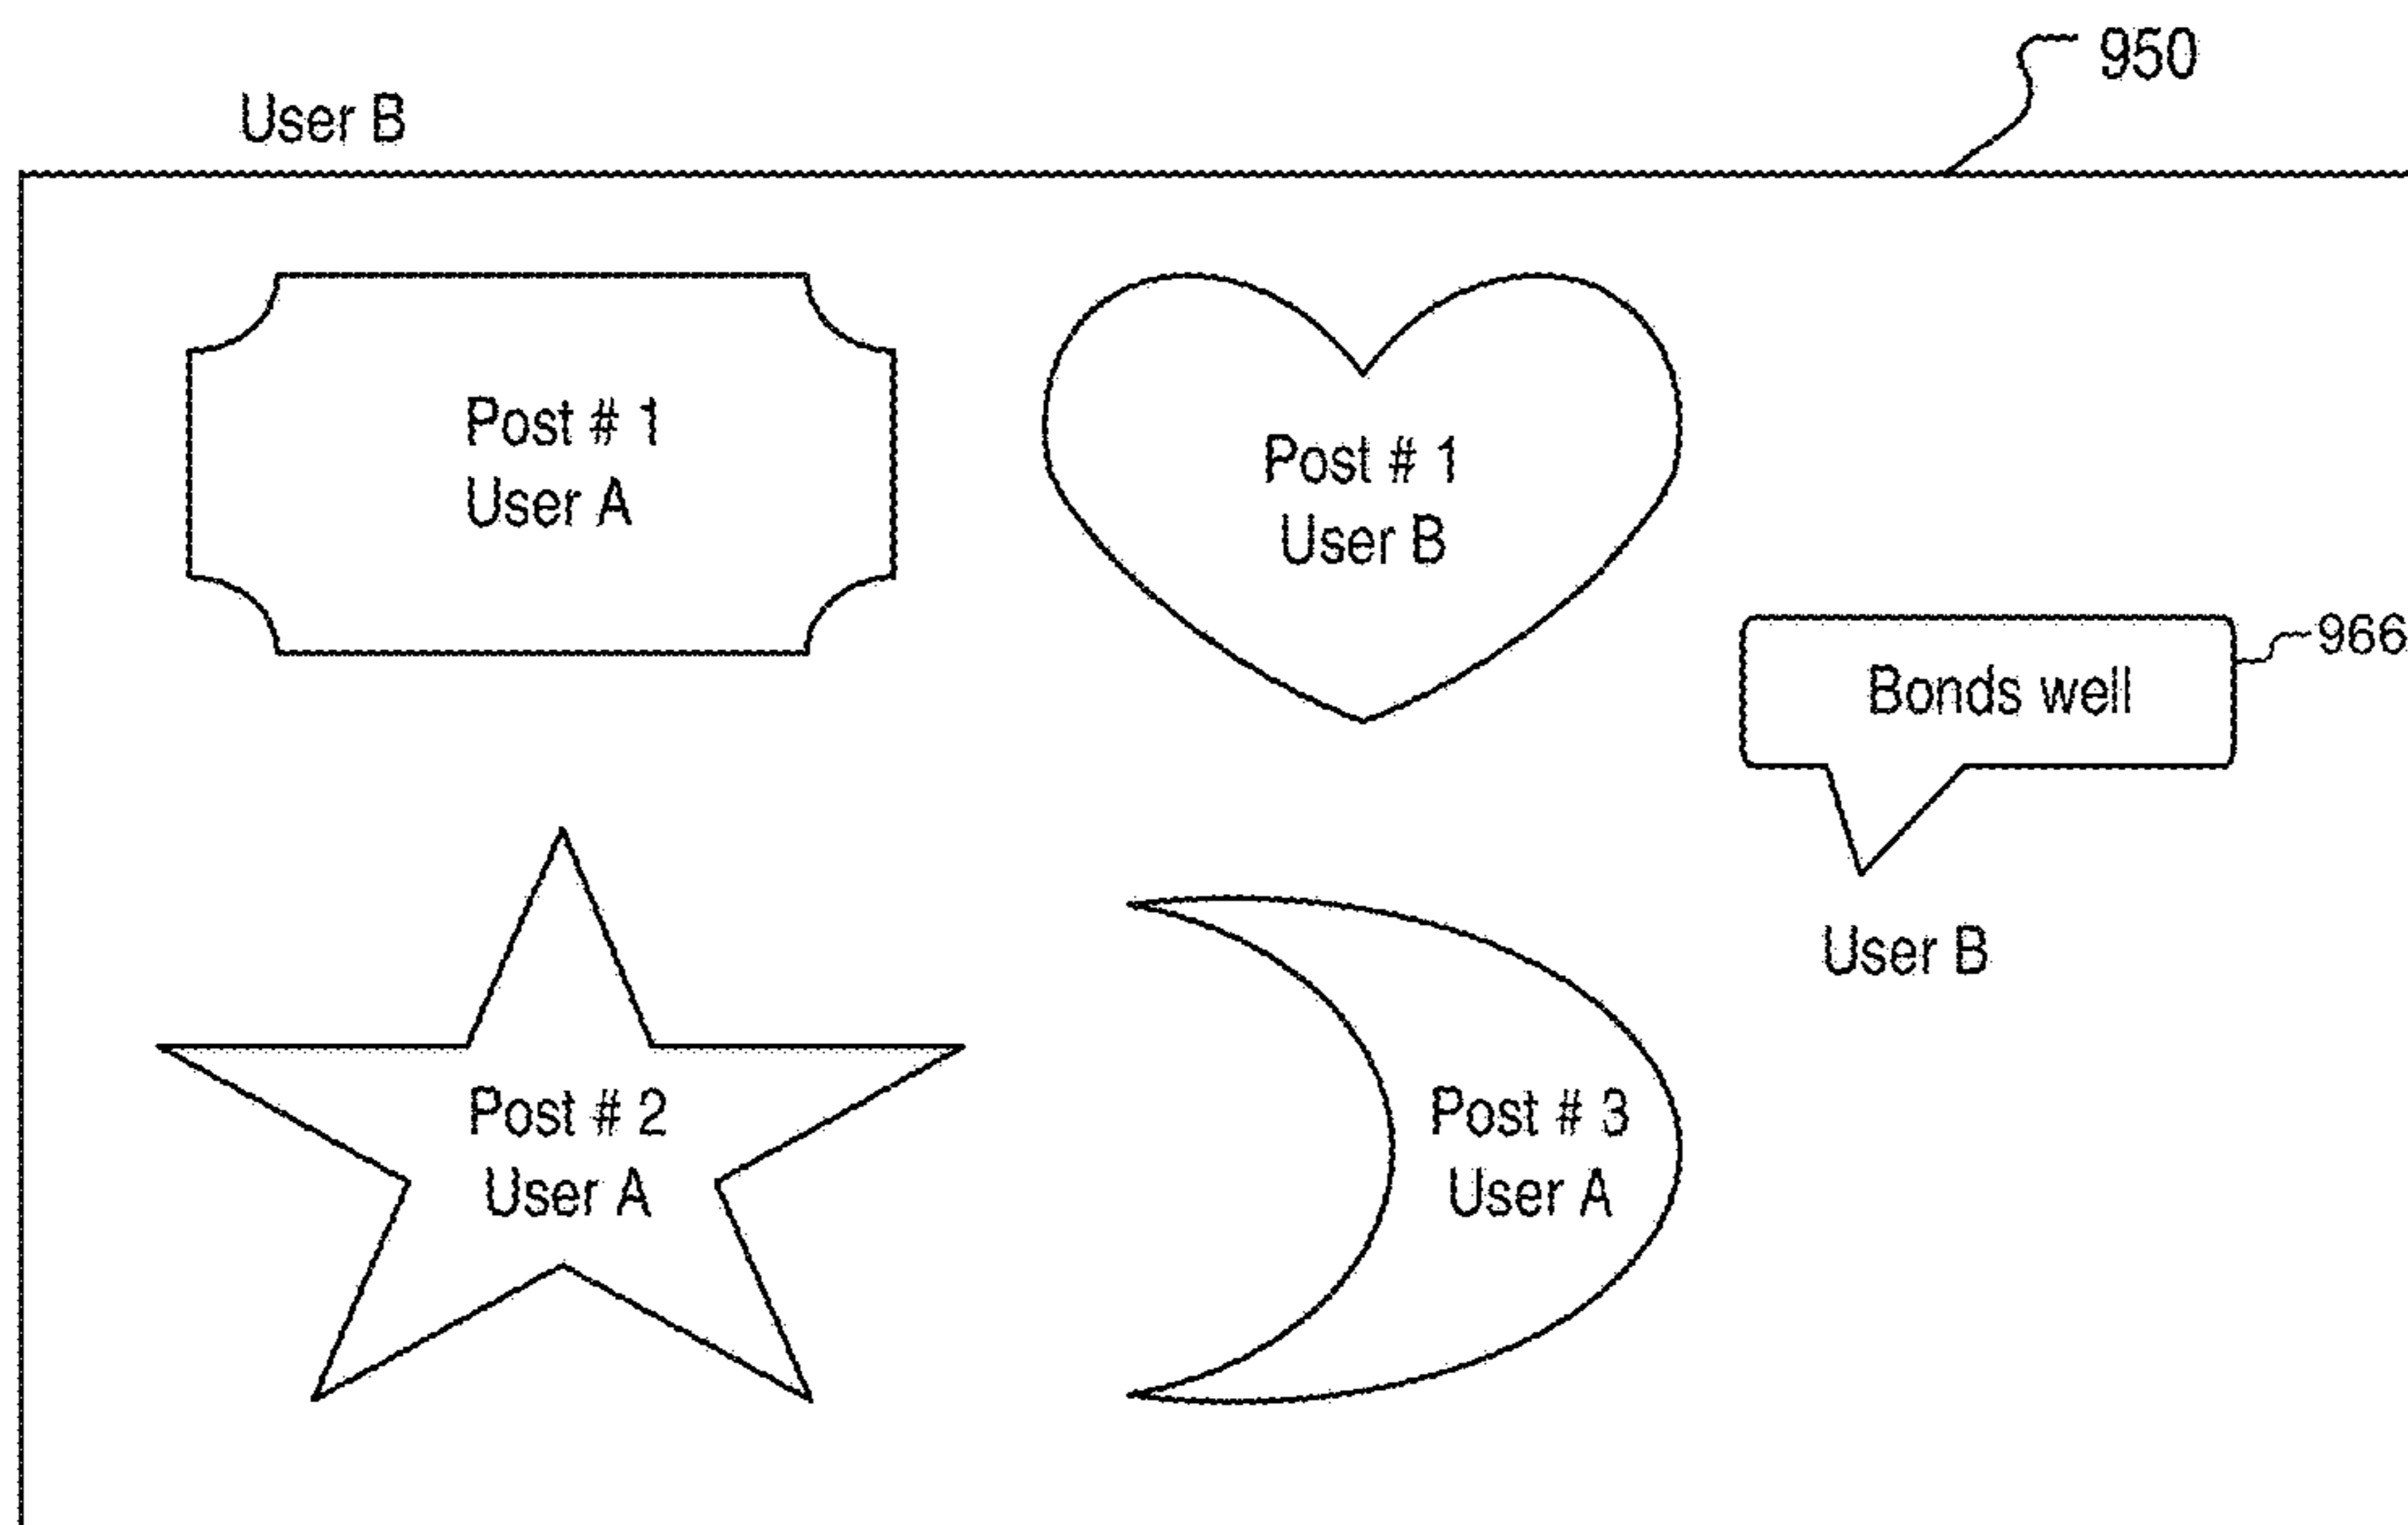 950
User B
Post # 1
User A
Post # 1
User B
966
Bonds well
User B
Post # 2
User A
Post # 3
User A